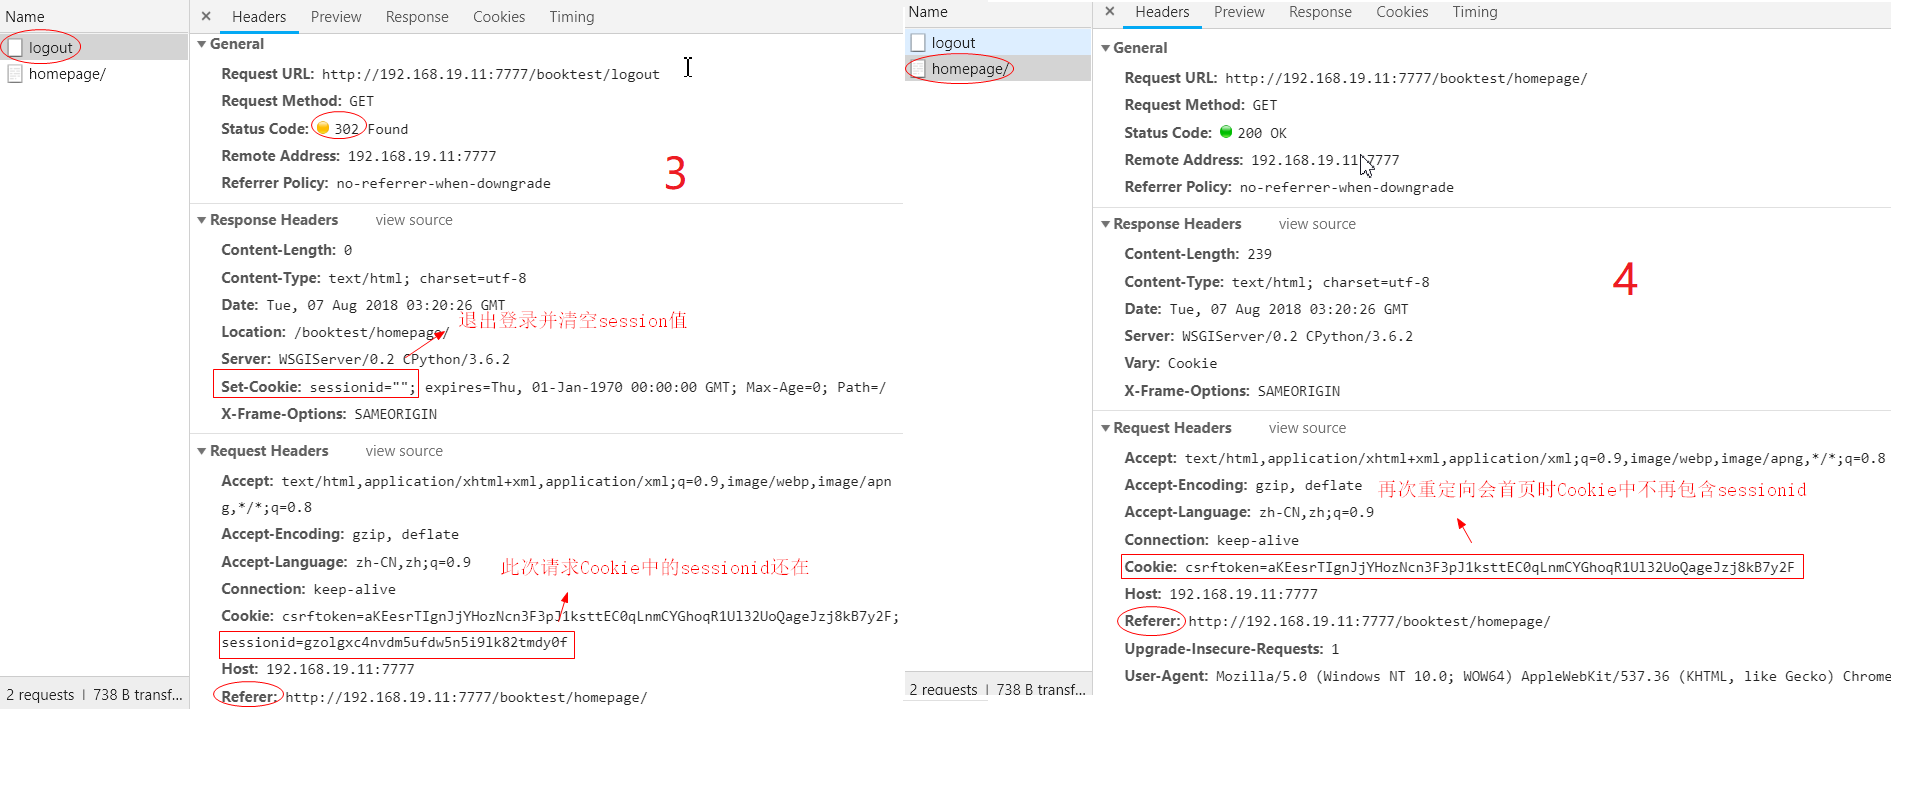 Name
logout
homepage/
2 requests | 738 B transf...
× Headers Preview Response Cookies Timing
General
Request URL: http://192.168.19.11:7777/booktest/logout
Request Method: GET
Status Code: 302 Found
Remote Address: 192.168.19.11:7777
Referrer Policy: no-referrer-when-downgrade
3
Response Headers view source
Content-Length: 0
Content-Type: text/html; charset=utf-8
Date: Tue, 07 Aug 2018 03:20:26 GMT
退出登录并清空session值
Location: /booktest/homepage/
Server: WSGIServer/0.2 CPython/3.6.2
Set-Cookie: sessionid=""; expires=Thu, 01-Jan-1970 00:00:00 GMT; Max-Age=0; Path=/
X-Frame-Options: SAMEORIGIN
Request Headers view source
Accept: text/html,application/xhtml+xml,application/xml;q=0.9,image/webp,image/apn
g,*/*;q=0.8
Accept-Encoding: gzip, deflate
Accept-Language: zh-CN,zh;q=0.9
此次请求Cookie中的sessionid还在
Connection: keep-alive
Cookie: csrftoken=aKEesrTIgnJjYHozNcn3F3pJ1ksttEC0qLnmCYGhoqR1Ul32UoQageJzj8kB7y2F;
sessionid=gzolgxc4nvdm5ufdw5n5i9lk82tmdy0f
Host: 192.168.19.11:7777
Referer: http://192.168.19.11:7777/booktest/homepage/
Name
logout
homepage/
2 requests | 738 B transf...
× Headers Preview Response Cookies Timing
General
Request URL: http://192.168.19.11:7777/booktest/homepage/
Request Method: GET
Status Code: 200 OK
Remote Address: 192.168.19.11:7777
Referrer Policy: no-referrer-when-downgrade
Response Headers view source
Content-Length: 239
4
Content-Type: text/html; charset=utf-8
Date: Tue, 07 Aug 2018 03:20:26 GMT
Server: WSGIServer/0.2 CPython/3.6.2
Vary: Cookie
X-Frame-Options: SAMEORIGIN
Request Headers view source
Accept: text/html,application/xhtml+xml,application/xml;q=0.9,image/webp,image/apng,*/*;q=0.8
Accept-Encoding: gzip, deflate
再次重定向会首页时Cookie中不再包含sessionid
Accept-Language: zh-CN,zh;q=0.9
Connection: keep-alive
Cookie: csrftoken=aKEesrTIgnJjYHozNcn3F3pJ1ksttEC0qLnmCYGhoqR1Ul32UoQageJzj8kB7y2F
Host: 192.168.19.11:7777
Referer: http://192.168.19.11:7777/booktest/homepage/
Upgrade-Insecure-Requests: 1
User-Agent: Mozilla/5.0 (Windows NT 10.0; WOW64) AppleWebKit/537.36 (KHTML, like Gecko) Chrome